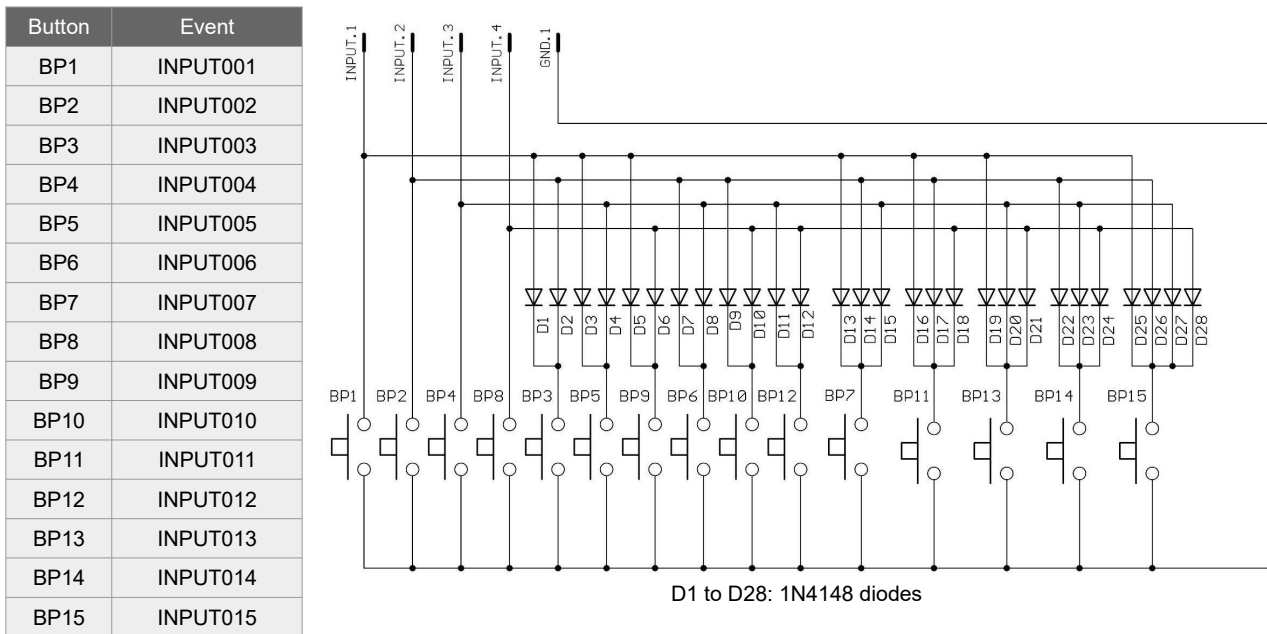 Button Event
BP1 INPUT001
BP2 INPUT002
BP3 INPUT003
BP4 INPUT004
BP5 INPUT005
BP6 INPUT006
BP7 INPUT007
BP8 INPUT008
BP9 INPUT009
BP10 INPUT010
BP11 INPUT011
BP12 INPUT012
BP13 INPUT013
BP14 INPUT014
BP15 INPUT015
INPUT.1
INPUT.2
INPUT.3
INPUT.4
GND.1
D1
D2
D3
D4
D5
D6
D7
D8
D9
D10
D11
D12
D13
D14
D15
D16
D17
D18
D19
D20
D21
D22
D23
D24
D25
D26
D27
D28
BP1 BP2 BP4 BP8 BP3 BP5 BP9 BP6 BP10 BP12 BP7 BP11 BP13 BP14 BP15
D1 to D28: 1N4148 diodes